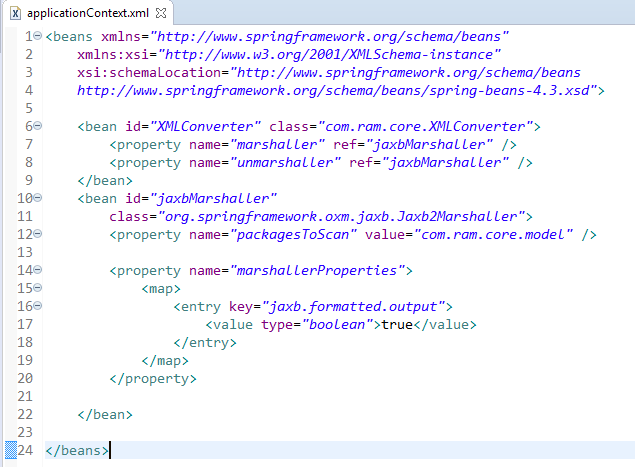 applicationContext.xml
1 <beans xmlns="http://www.springframework.org/schema/beans"
2     xmlns:xsi="http://www.w3.org/2001/XMLSchema-instance"
3     xsi:schemaLocation="http://www.springframework.org/schema/beans
4     http://www.springframework.org/schema/beans/spring-beans-4.3.xsd">
5
6     <bean id="XMLConverter" class="com.ram.core.XMLConverter">
7         <property name="marshaller" ref="jaxbMarshaller" />
8         <property name="unmarshaller" ref="jaxbMarshaller" />
9     </bean>
10     <bean id="jaxbMarshaller"
11         class="org.springframework.oxm.jaxb.Jaxb2Marshaller">
12         <property name="packagesToScan" value="com.ram.core.model" />
13
14         <property name="marshallerProperties">
15             <map>
16                 <entry key="jaxb.formatted.output">
17                     <value type="boolean">true</value>
18                 </entry>
19             </map>
20         </property>
21
22     </bean>
23
24 </beans>